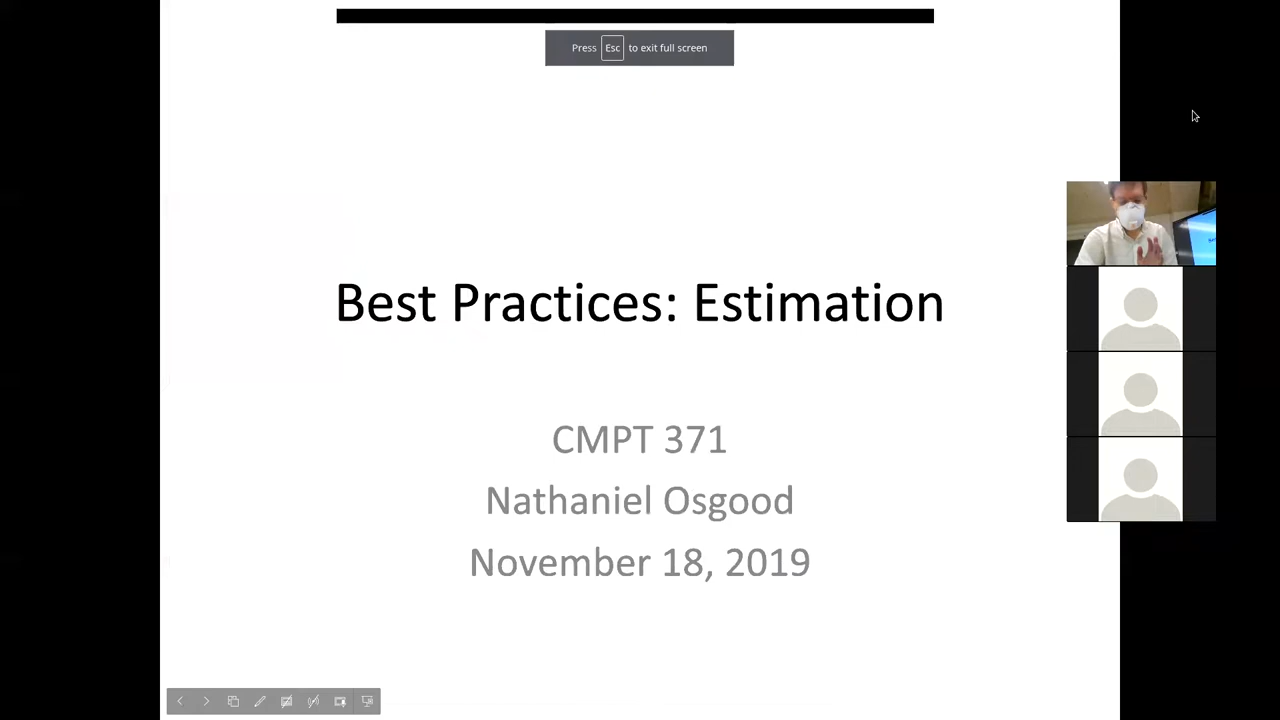 Press Esc to exit full screen
Best Practices: Estimation
CMPT 371
Nathaniel Osgood
November 18, 2019